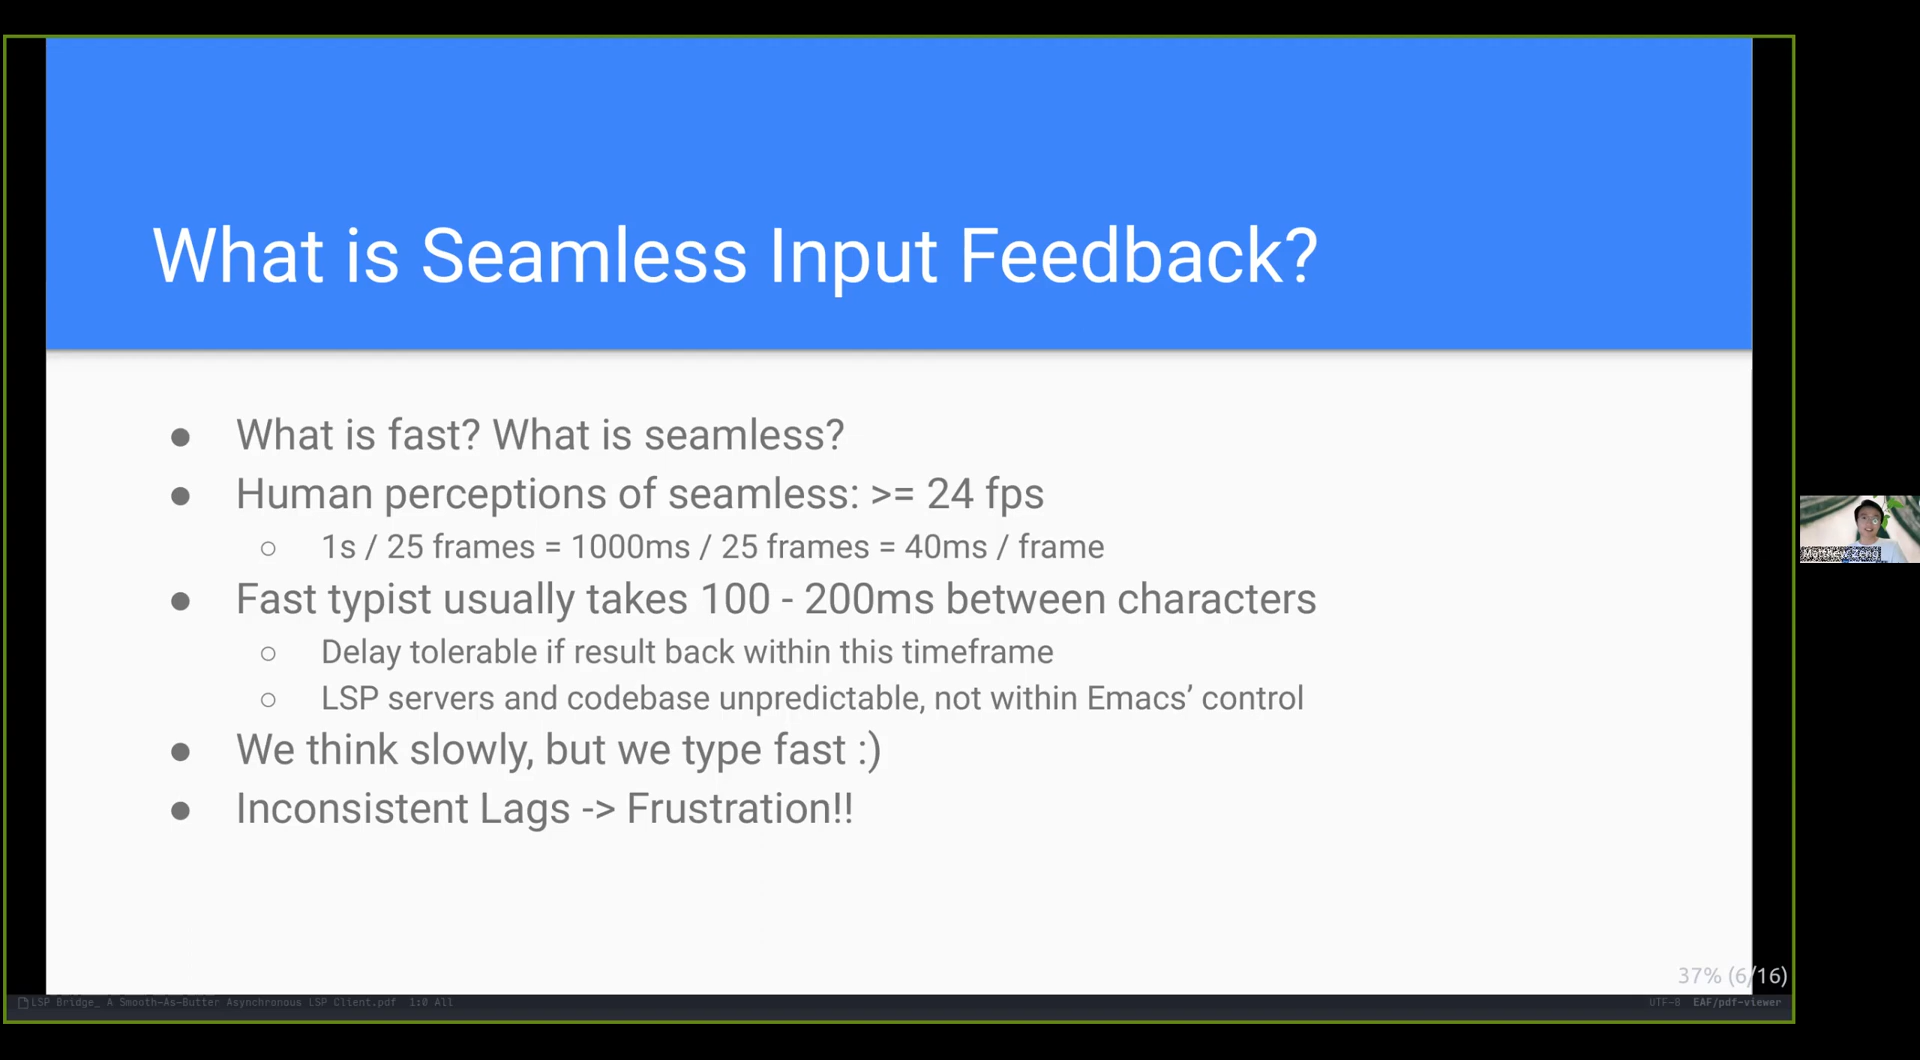 What is Seamless Input Feedback?
● What is fast? What is seamless?
● Human perceptions of seamless: >= 24 fps
○ 1s / 25 frames = 1000ms / 25 frames = 40ms / frame
● Fast typist usually takes 100 - 200ms between characters
○ Delay tolerable if result back within this timeframe
○ LSP servers and codebase unpredictable, not within Emacs’ control
● We think slowly, but we type fast :)
● Inconsistent Lags -> Frustration!!
Matthew Zeng
37% (6/16)
LSP Bridge_ A Smooth-As-Butter Asynchronous LSP Client.pdf 1:0 All
UTF-8 EAF/pdf-viewer